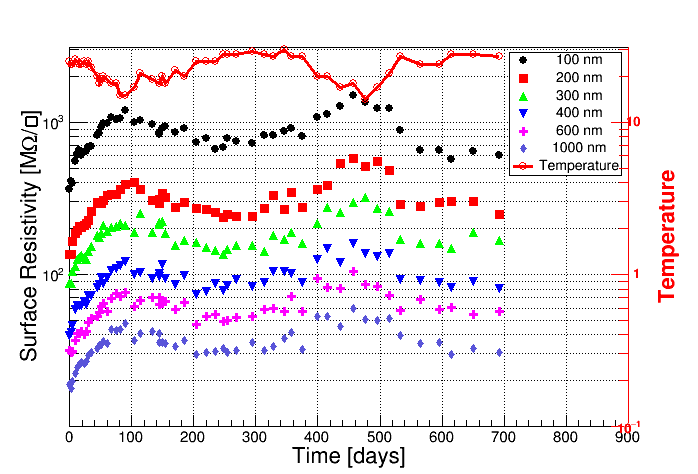 100 nm
200 nm
300 nm
400 nm
600 nm
1000 nm
Temperature
Surface Resistivity [MΩ/□]
10³
10²
10
1
10⁻¹
Temperature
0 100 200 300 400 500 600 700 800 900
Time [days]